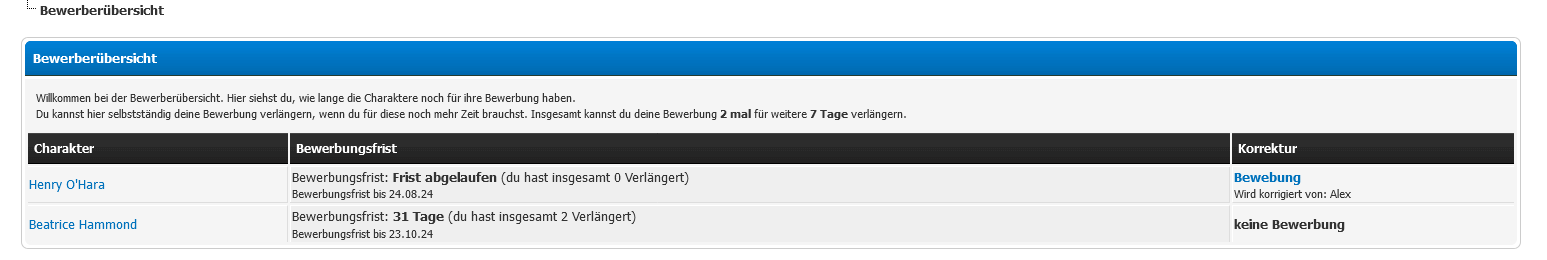 Bewerberübersicht
Bewerberübersicht
Willkommen bei der Bewerberübersicht. Hier siehst du, wie lange die Charaktere noch für ihre Bewerbung haben.
Du kannst hier selbstständig deine Bewerbung verlängern, wenn du für diese noch mehr Zeit brauchst. Insgesamt kannst du deine Bewerbung 2 mal für weitere 7 Tage verlängern.
Charakter Bewerbungsfrist Korrektur
Henry O'Hara Bewerbungsfrist: Frist abgelaufen (du hast insgesamt 0 Verlängert) Bewebung
Bewerbungsfrist bis 24.08.24 Wird korrigiert von: Alex
Beatrice Hammond Bewerbungsfrist: 31 Tage (du hast insgesamt 2 Verlängert) keine Bewerbung
Bewerbungsfrist bis 23.10.24